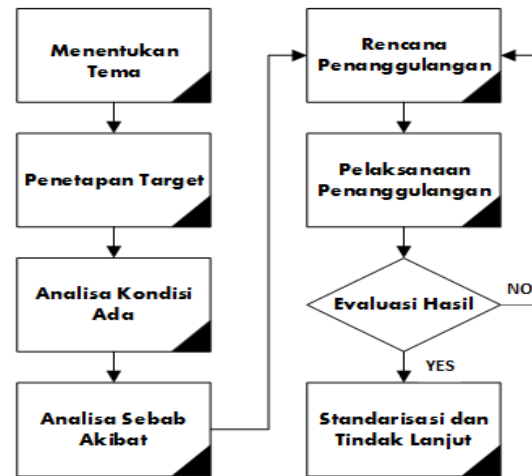 Menentukan
Tema
Penetapan Target
Analisa Kondisi
Ada
Analisa Sebab
Akibat
Rencana
Penanggulangan
Pelaksanaan
Penanggulangan
Evaluasi Hasil
NO
YES
Standarisasi dan
Tindak Lanjut